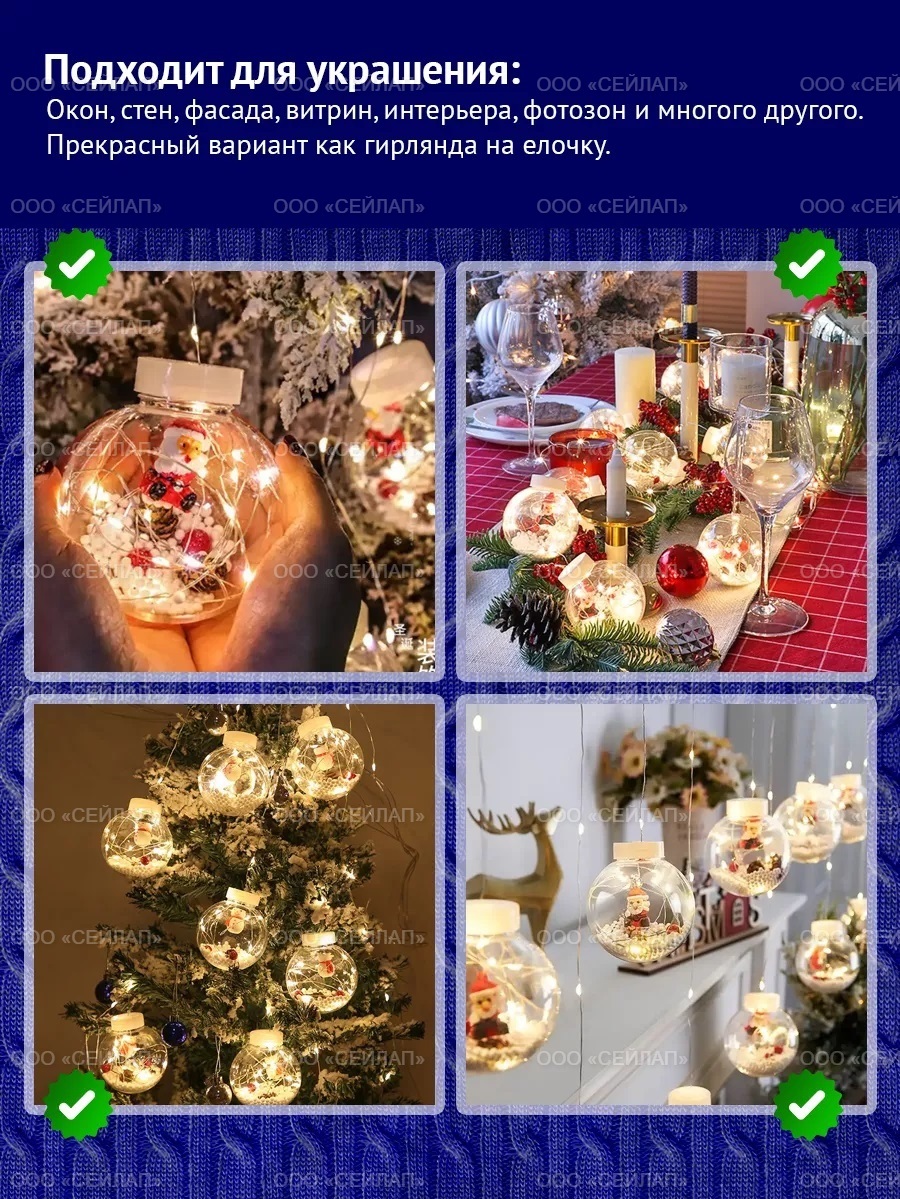 Подходит для украшения:
Окон, стен, фасада, витрин, интерьера, фотозон и многого другого.
Прекрасный вариант как гирлянда на елочку.
ООО «СЕЙЛАП»